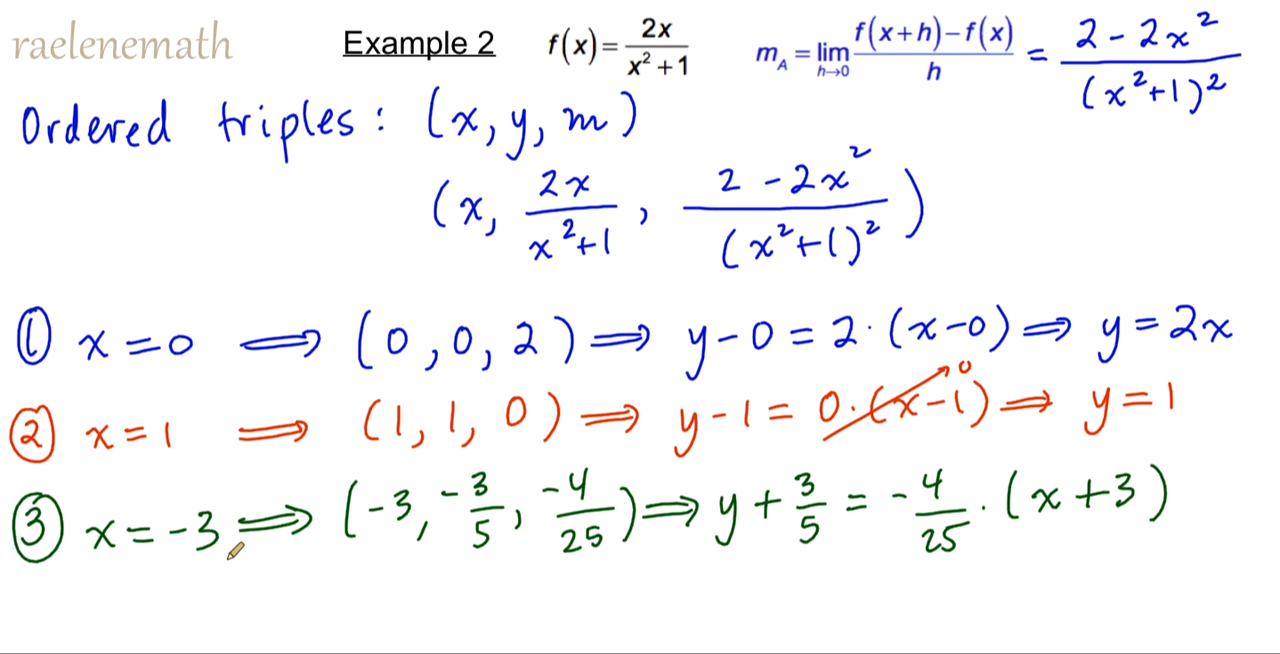 raelenemath Example 2 f(x) = 2x / (x² + 1) m_A = lim_{h→0} (f(x+h) − f(x)) / h = (2 − 2x²) / (x² + 1)²
Ordered triples: (x, y, m)
(x, 2x / (x² + 1), (2 − 2x²) / (x² + 1)²)
① x = 0 ⟹ (0, 0, 2) ⟹ y − 0 = 2 · (x − 0) ⟹ y = 2x
② x = 1 ⟹ (1, 1, 0) ⟹ y − 1 = 0 · (x − 1) 0 ⟹ y = 1
③ x = −3 ⟹ (−3, −3/5, −4/25) ⟹ y + 3/5 = −4/25 · (x + 3)